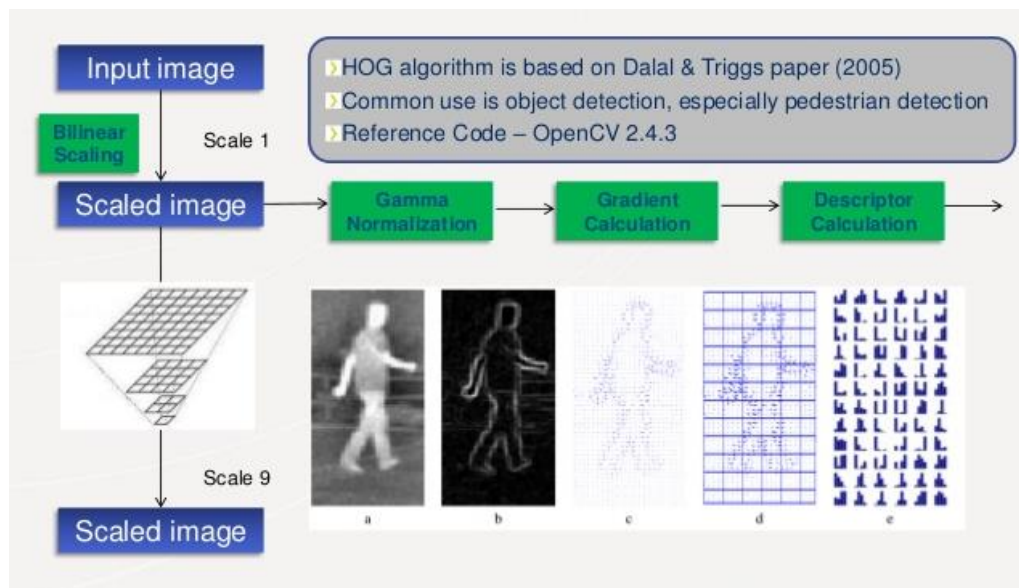 Input image
HOG algorithm is based on Dalal & Triggs paper (2005)
Common use is object detection, especially pedestrian detection
Reference Code – OpenCV 2.4.3
Bilinear
Scaling
Scale 1
Scaled image
Gamma
Normalization
Gradient
Calculation
Descriptor
Calculation
Scale 9
Scaled image
a
b
c
d
e